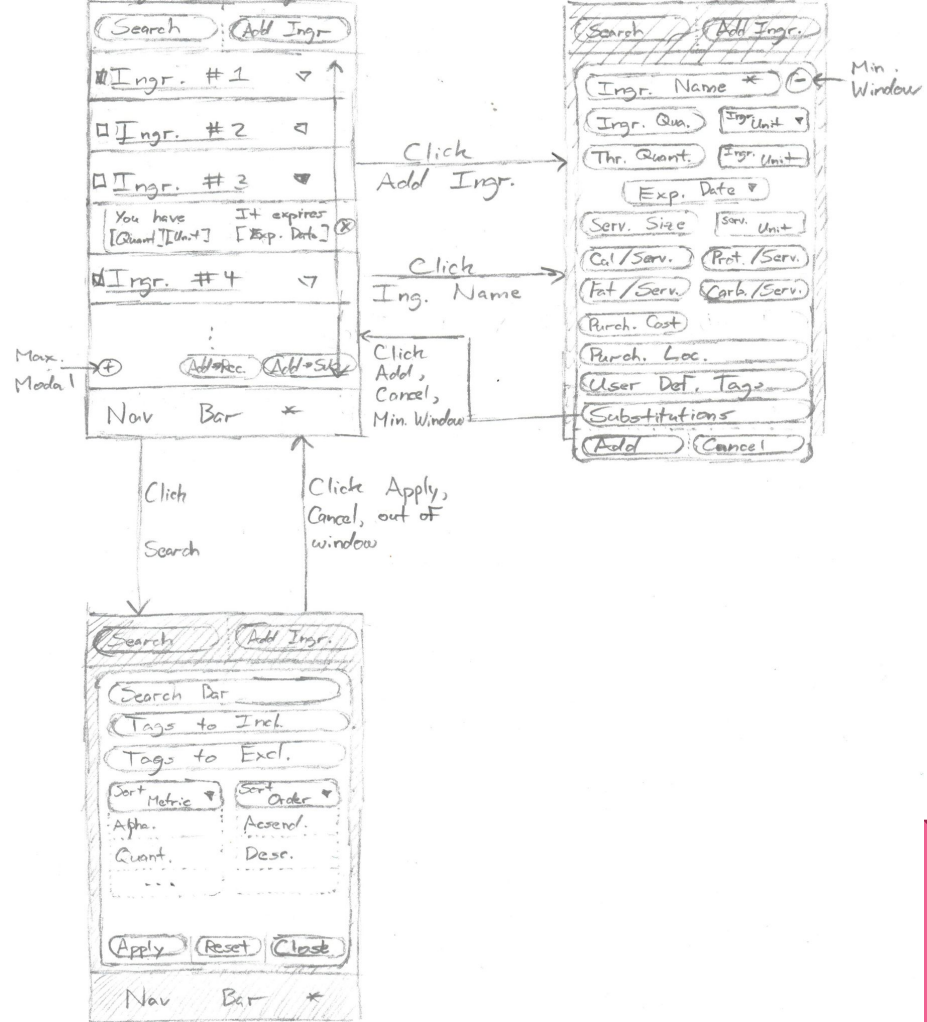 Search Add Ingr
Ingr. #1
Ingr. #2
Ingr. #3
You have It expires
[Quant][Unit] [Exp. Date]
Ingr. #4
Max.
Modal
Add→Rec.
Nav Bar *
Click
Add Ingr.
Click
Ing. Name
Click
Add,
Cancel,
Min. Window
Search Add Ingr.
Min.
Window
Ingr. Name *
Ingr. Qua. Ingr. Unit
Thr. Quant. Ingr. Unit
Exp. Date
Serv. Size Serv. Unit
Cal/Serv. Prot./Serv.
Fat/Serv. Carb./Serv.
Purch. Cost
Purch. Loc.
User Def. Tags
Substitutions
Add Cancel
Click
Search
Click Apply,
Cancel, out of
window
Search Add Ingr.
Search Bar
Tags to Incl.
Tags to Excl.
Sort Metric Sort Order
Alpha. Acsend.
Quant. Desc.
...
Apply Reset Close
Nav Bar *